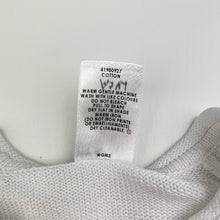 41980927
COTTON
WARM GENTLE MACHINE
WASH WITH LIKE COLOURS
DO NOT BLEACH
PULL TO SHAPE
DRY FLAT IN SHADE
WARM IRON
DO NOT IRON PRINTS
OR EMBELLISHMENTS
DRY CLEANABLE